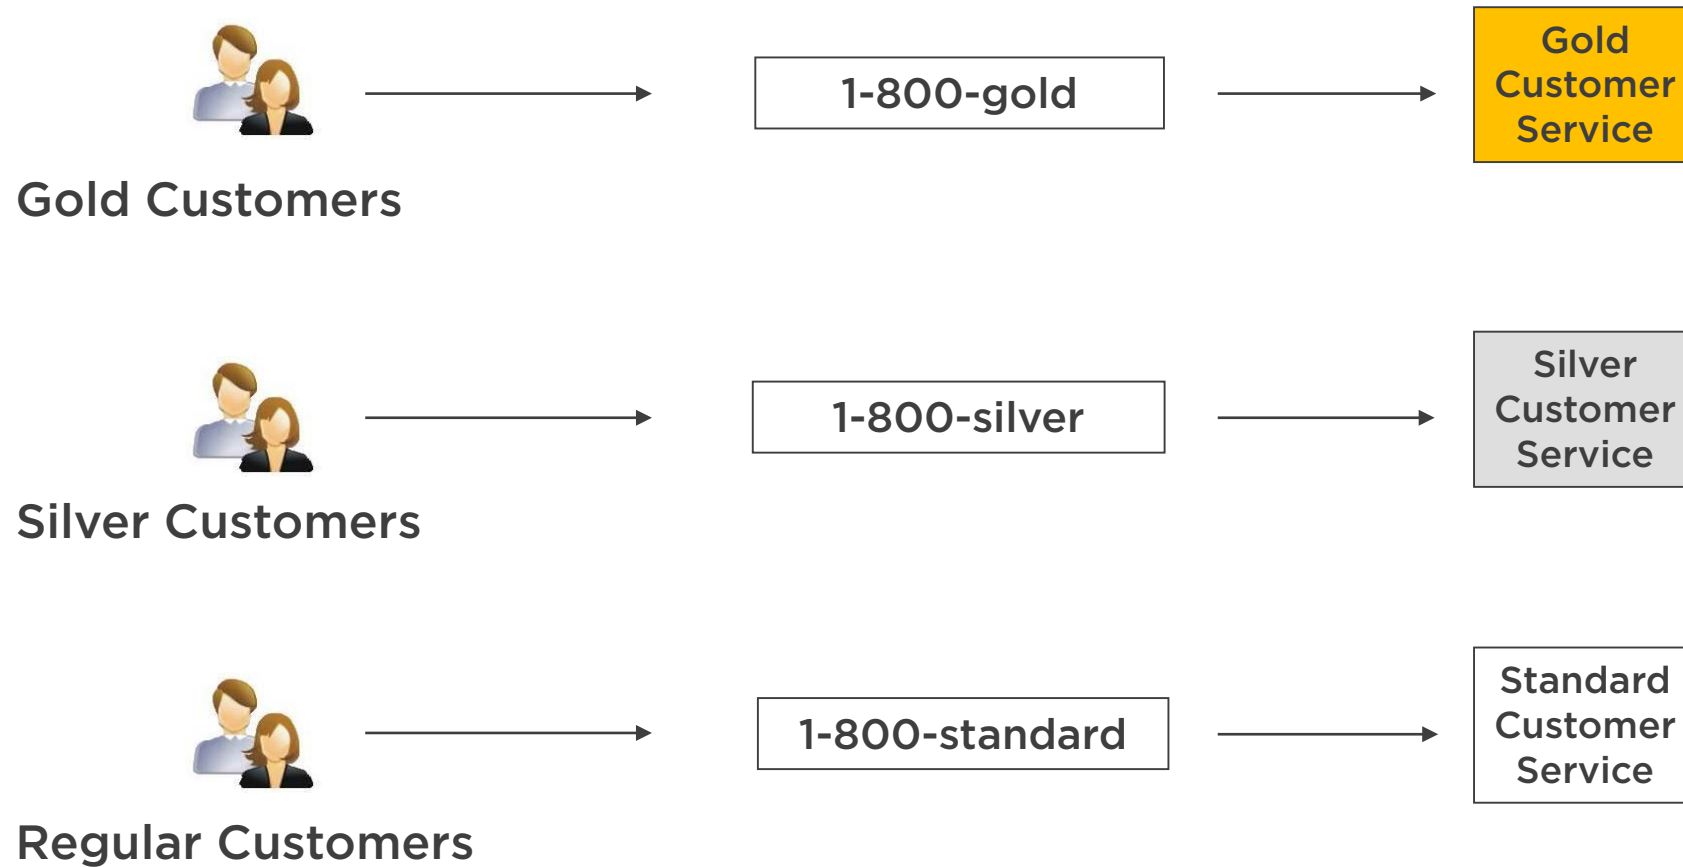 1-800-gold
Gold
Customer
Service
Gold Customers
1-800-silver
Silver
Customer
Service
Silver Customers
1-800-standard
Standard
Customer
Service
Regular Customers